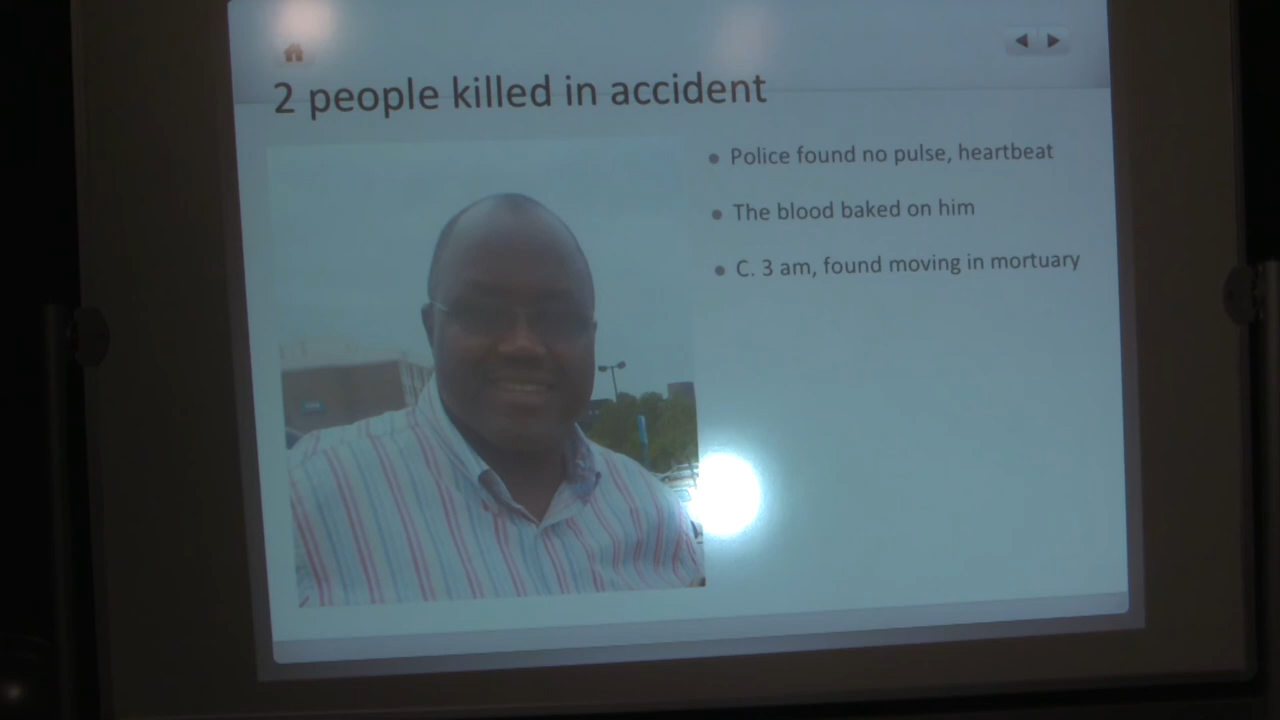 2 people killed in accident
Police found no pulse, heartbeat
The blood baked on him
C. 3 am, found moving in mortuary